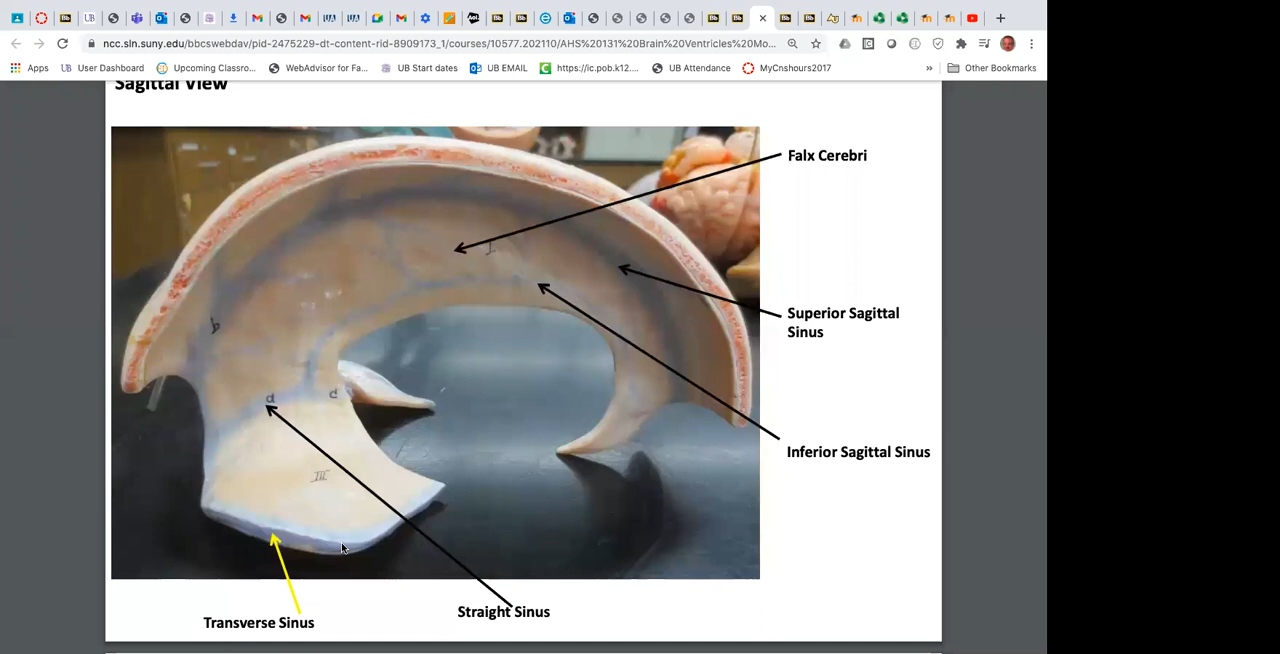 ncc.sln.suny.edu/bbcswebdav/pid-2475229-dt-content-rid-8909173_1/courses/10577.202110/AHS%20131%20Brain%20Ventricles%20Mo...
Apps User Dashboard Upcoming Classro... WebAdvisor for Fa... UB Start dates UB EMAIL https://ic.pob.k12.... UB Attendance MyCnshours2017 » Other Bookmarks
Sagittal View
Falx Cerebri
I
Superior Sagittal
Sinus
b
d c
Inferior Sagittal Sinus
III
Straight Sinus
Transverse Sinus